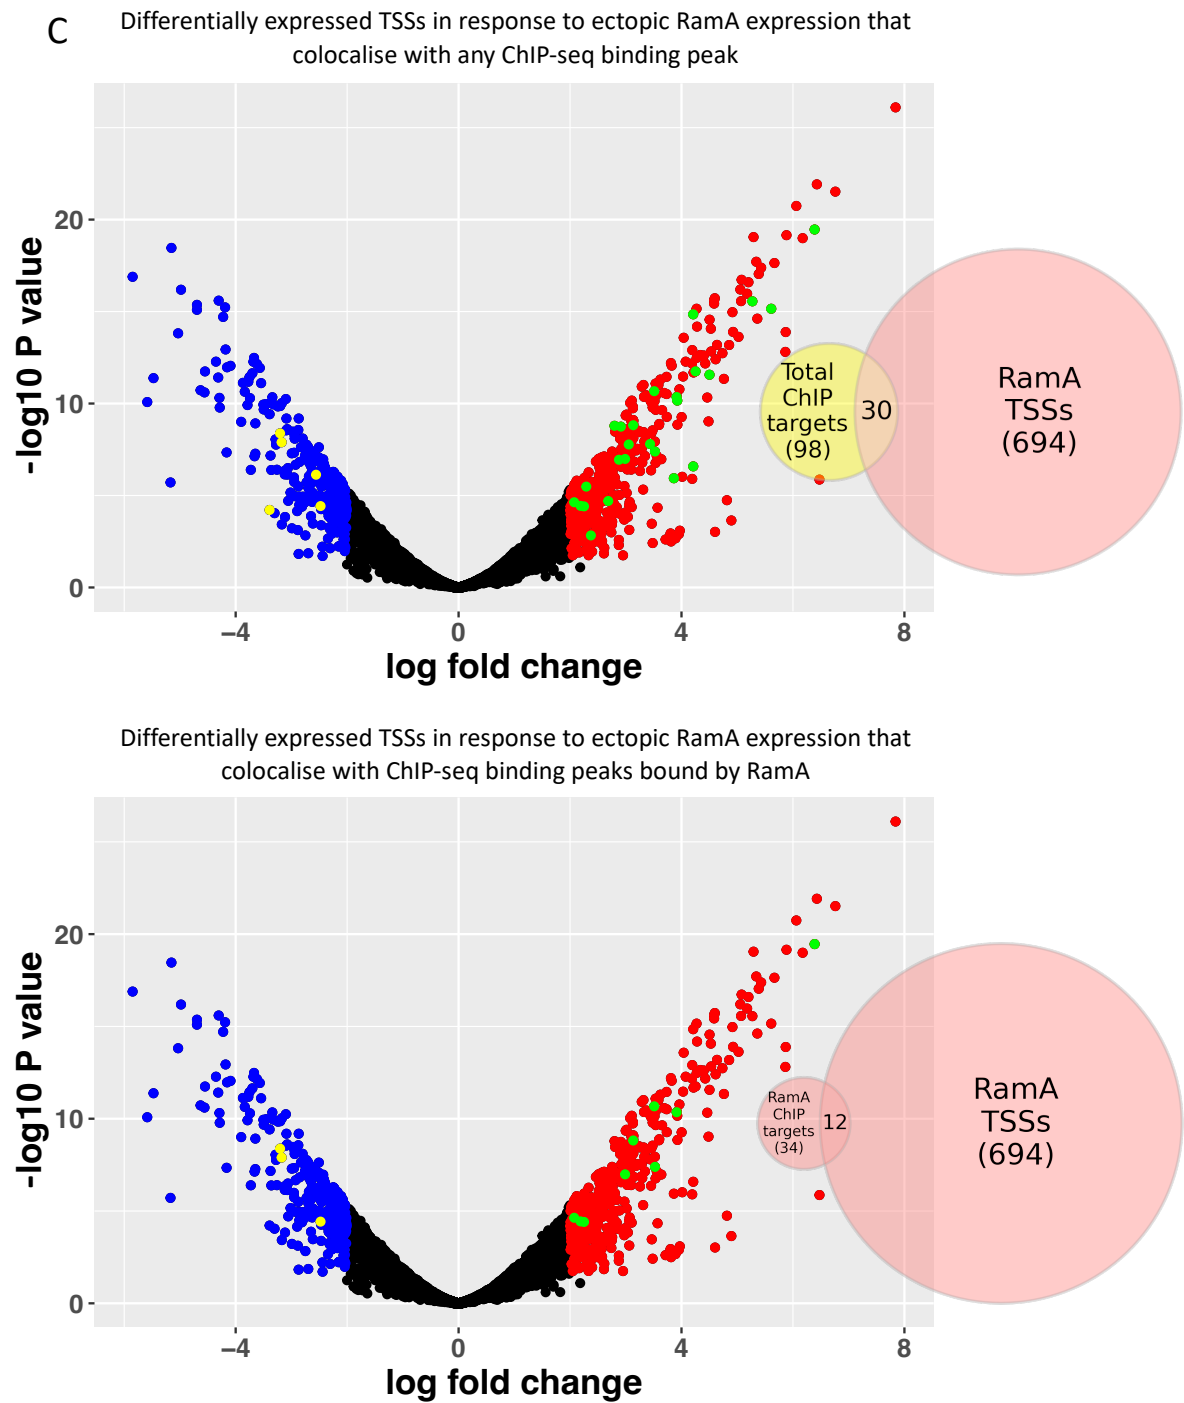 C
Differentially expressed TSSs in response to ectopic RamA expression that
colocalise with any ChIP-seq binding peak
-log10 P value
20
10
0
−4
0
4
8
log fold change
Total
ChIP
targets
(98)
30
RamA
TSSs
(694)
Differentially expressed TSSs in response to ectopic RamA expression that
colocalise with ChIP-seq binding peaks bound by RamA
-log10 P value
20
10
0
−4
0
4
8
log fold change
RamA
ChIP
targets
(34)
12
RamA
TSSs
(694)